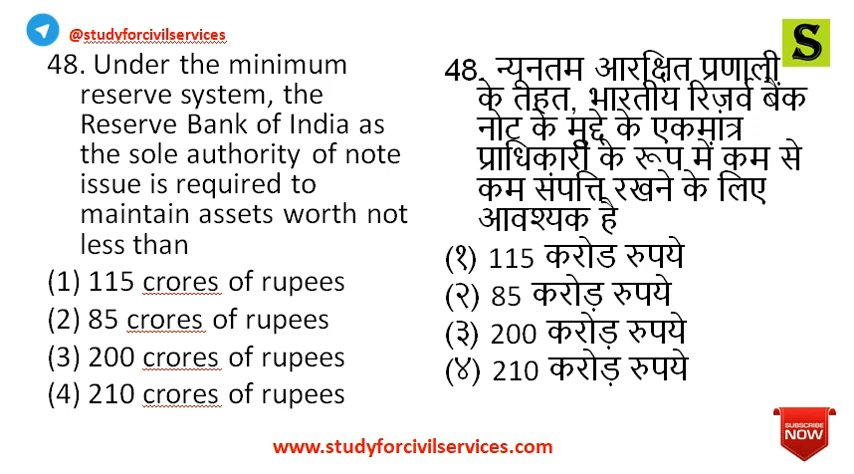 @studyforcivilservices
S
48. Under the minimum
reserve system, the
Reserve Bank of India as
the sole authority of note
issue is required to
maintain assets worth not
less than
(1) 115 crores of rupees
(2) 85 crores of rupees
(3) 200 crores of rupees
(4) 210 crores of rupees
48. न्यूनतम आरक्षित प्रणाली
के तहत, भारतीय रिज़र्व बैंक
नोट के मुद्दे के एकमात्र
प्राधिकारी के रूप में कम से
कम संपत्ति रखने के लिए
आवश्यक है
(१) 115 करोड रुपये
(२) 85 करोड़ रुपये
(३) 200 करोड़ रुपये
(४) 210 करोड़ रुपये
SUBSCRIBE
NOW
www.studyforcivilservices.com